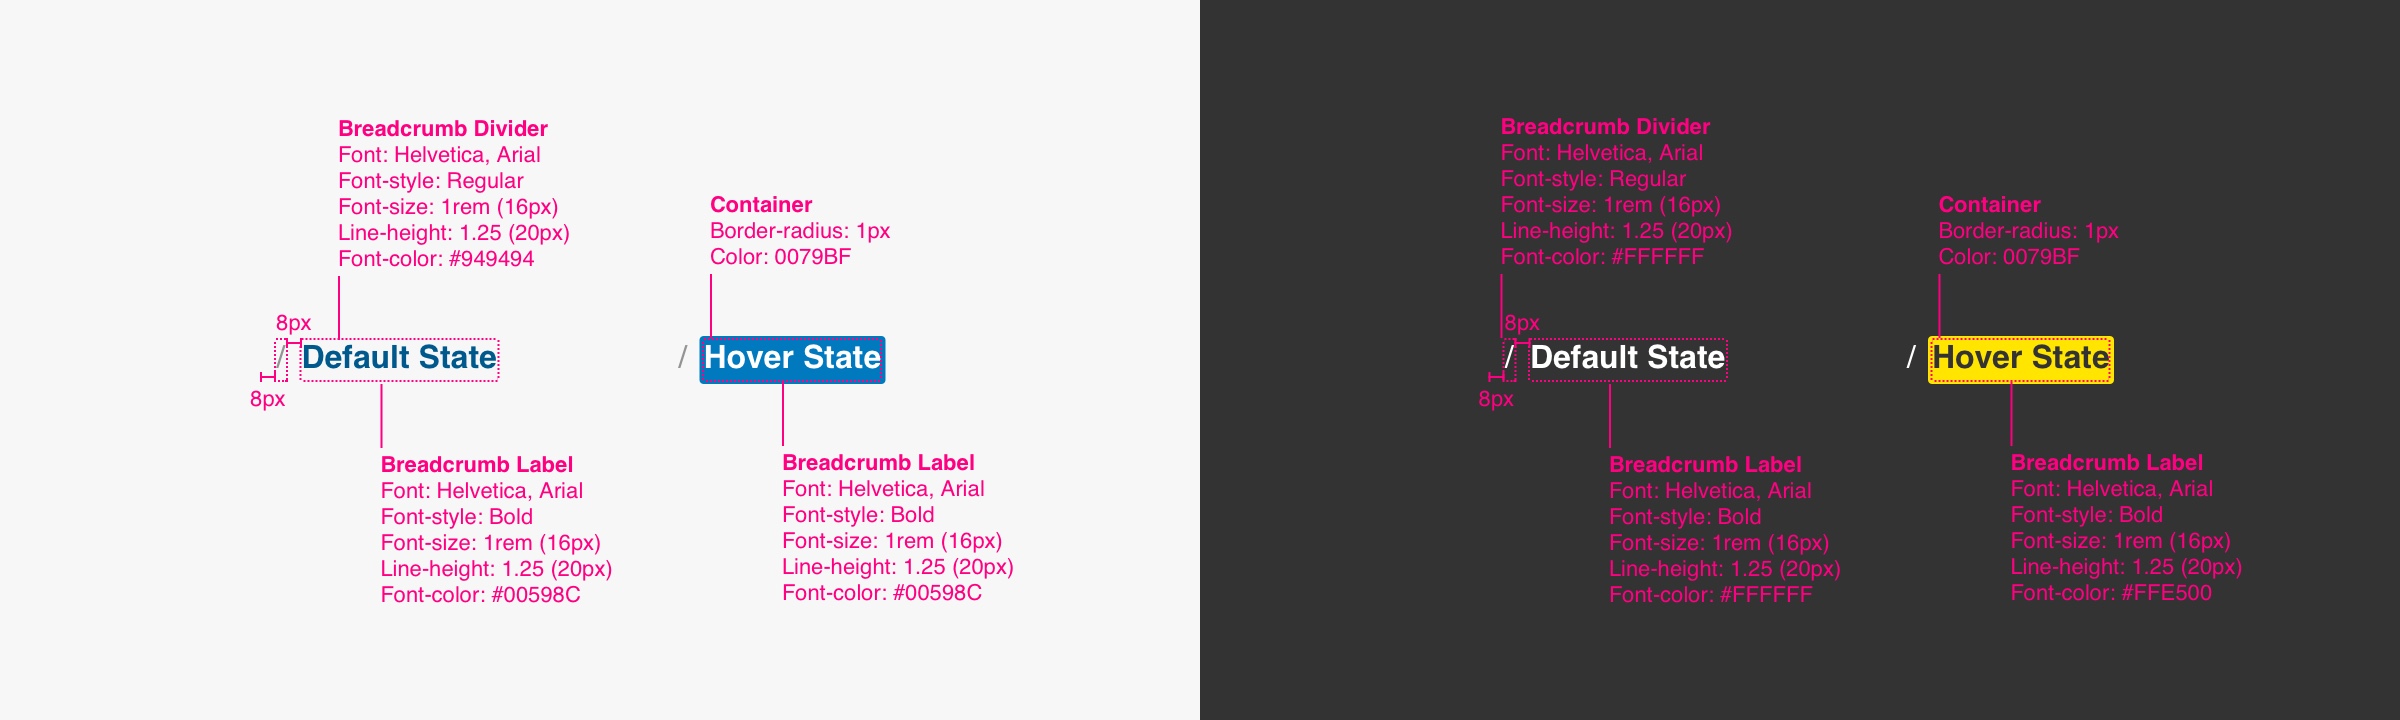 Breadcrumb Divider
Font: Helvetica, Arial
Font-style: Regular
Font-size: 1rem (16px)
Line-height: 1.25 (20px)
Font-color: #949494
Container
Border-radius: 1px
Color: 0079BF
8px
/ Default State
8px
/ Hover State
Breadcrumb Label
Font: Helvetica, Arial
Font-style: Bold
Font-size: 1rem (16px)
Line-height: 1.25 (20px)
Font-color: #00598C
Breadcrumb Label
Font: Helvetica, Arial
Font-style: Bold
Font-size: 1rem (16px)
Line-height: 1.25 (20px)
Font-color: #00598C
Breadcrumb Divider
Font: Helvetica, Arial
Font-style: Regular
Font-size: 1rem (16px)
Line-height: 1.25 (20px)
Font-color: #FFFFFF
Container
Border-radius: 1px
Color: 0079BF
8px
/ Default State
8px
/ Hover State
Breadcrumb Label
Font: Helvetica, Arial
Font-style: Bold
Font-size: 1rem (16px)
Line-height: 1.25 (20px)
Font-color: #FFFFFF
Breadcrumb Label
Font: Helvetica, Arial
Font-style: Bold
Font-size: 1rem (16px)
Line-height: 1.25 (20px)
Font-color: #FFE500